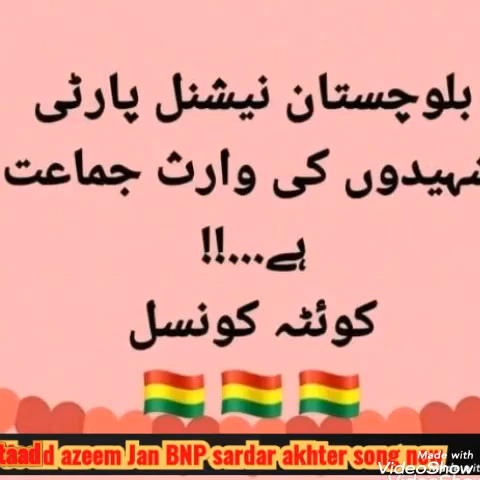 بلوچستان نیشنل پارٹی
شہیدوں کی وارث جماعت
ہے...!!
کوئٹہ کونسل
azeem Jan BNP sardar akhter song new
Made with
VideoShow